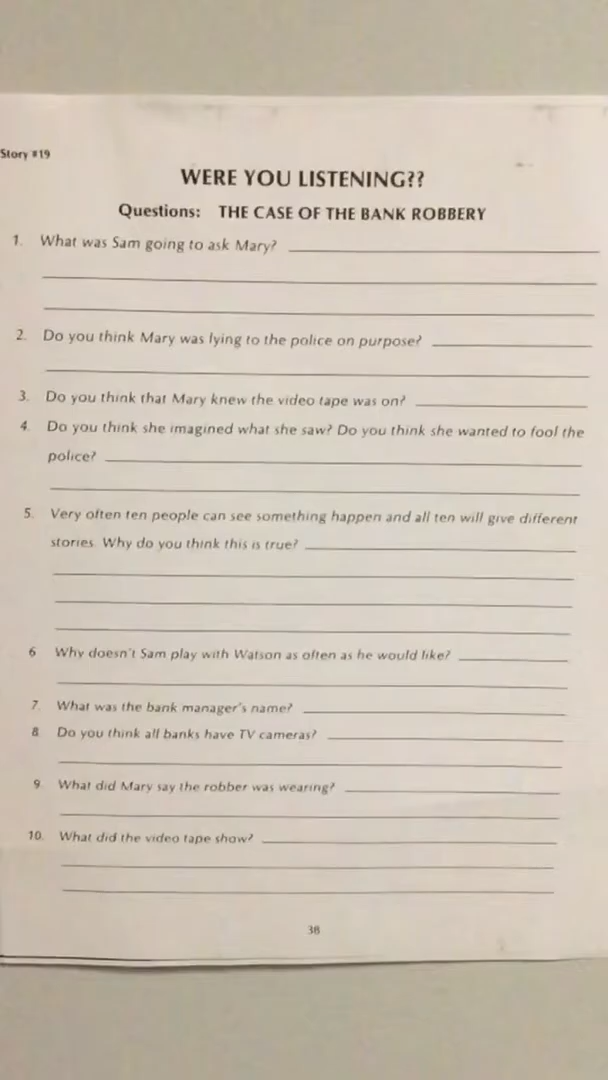 Story #19
WERE YOU LISTENING??
Questions: THE CASE OF THE BANK ROBBERY
1. What was Sam going to ask Mary?
2. Do you think Mary was lying to the police on purpose?
3. Do you think that Mary knew the video tape was on?
4. Do you think she imagined what she saw? Do you think she wanted to fool the
police?
5. Very often ten people can see something happen and all ten will give different
stories. Why do you think this is true?
6 Why doesn't Sam play with Watson as often as he would like?
7. What was the bank manager's name?
8 Do you think all banks have TV cameras?
9. What did Mary say the robber was wearing?
10. What did the video tape show?
38